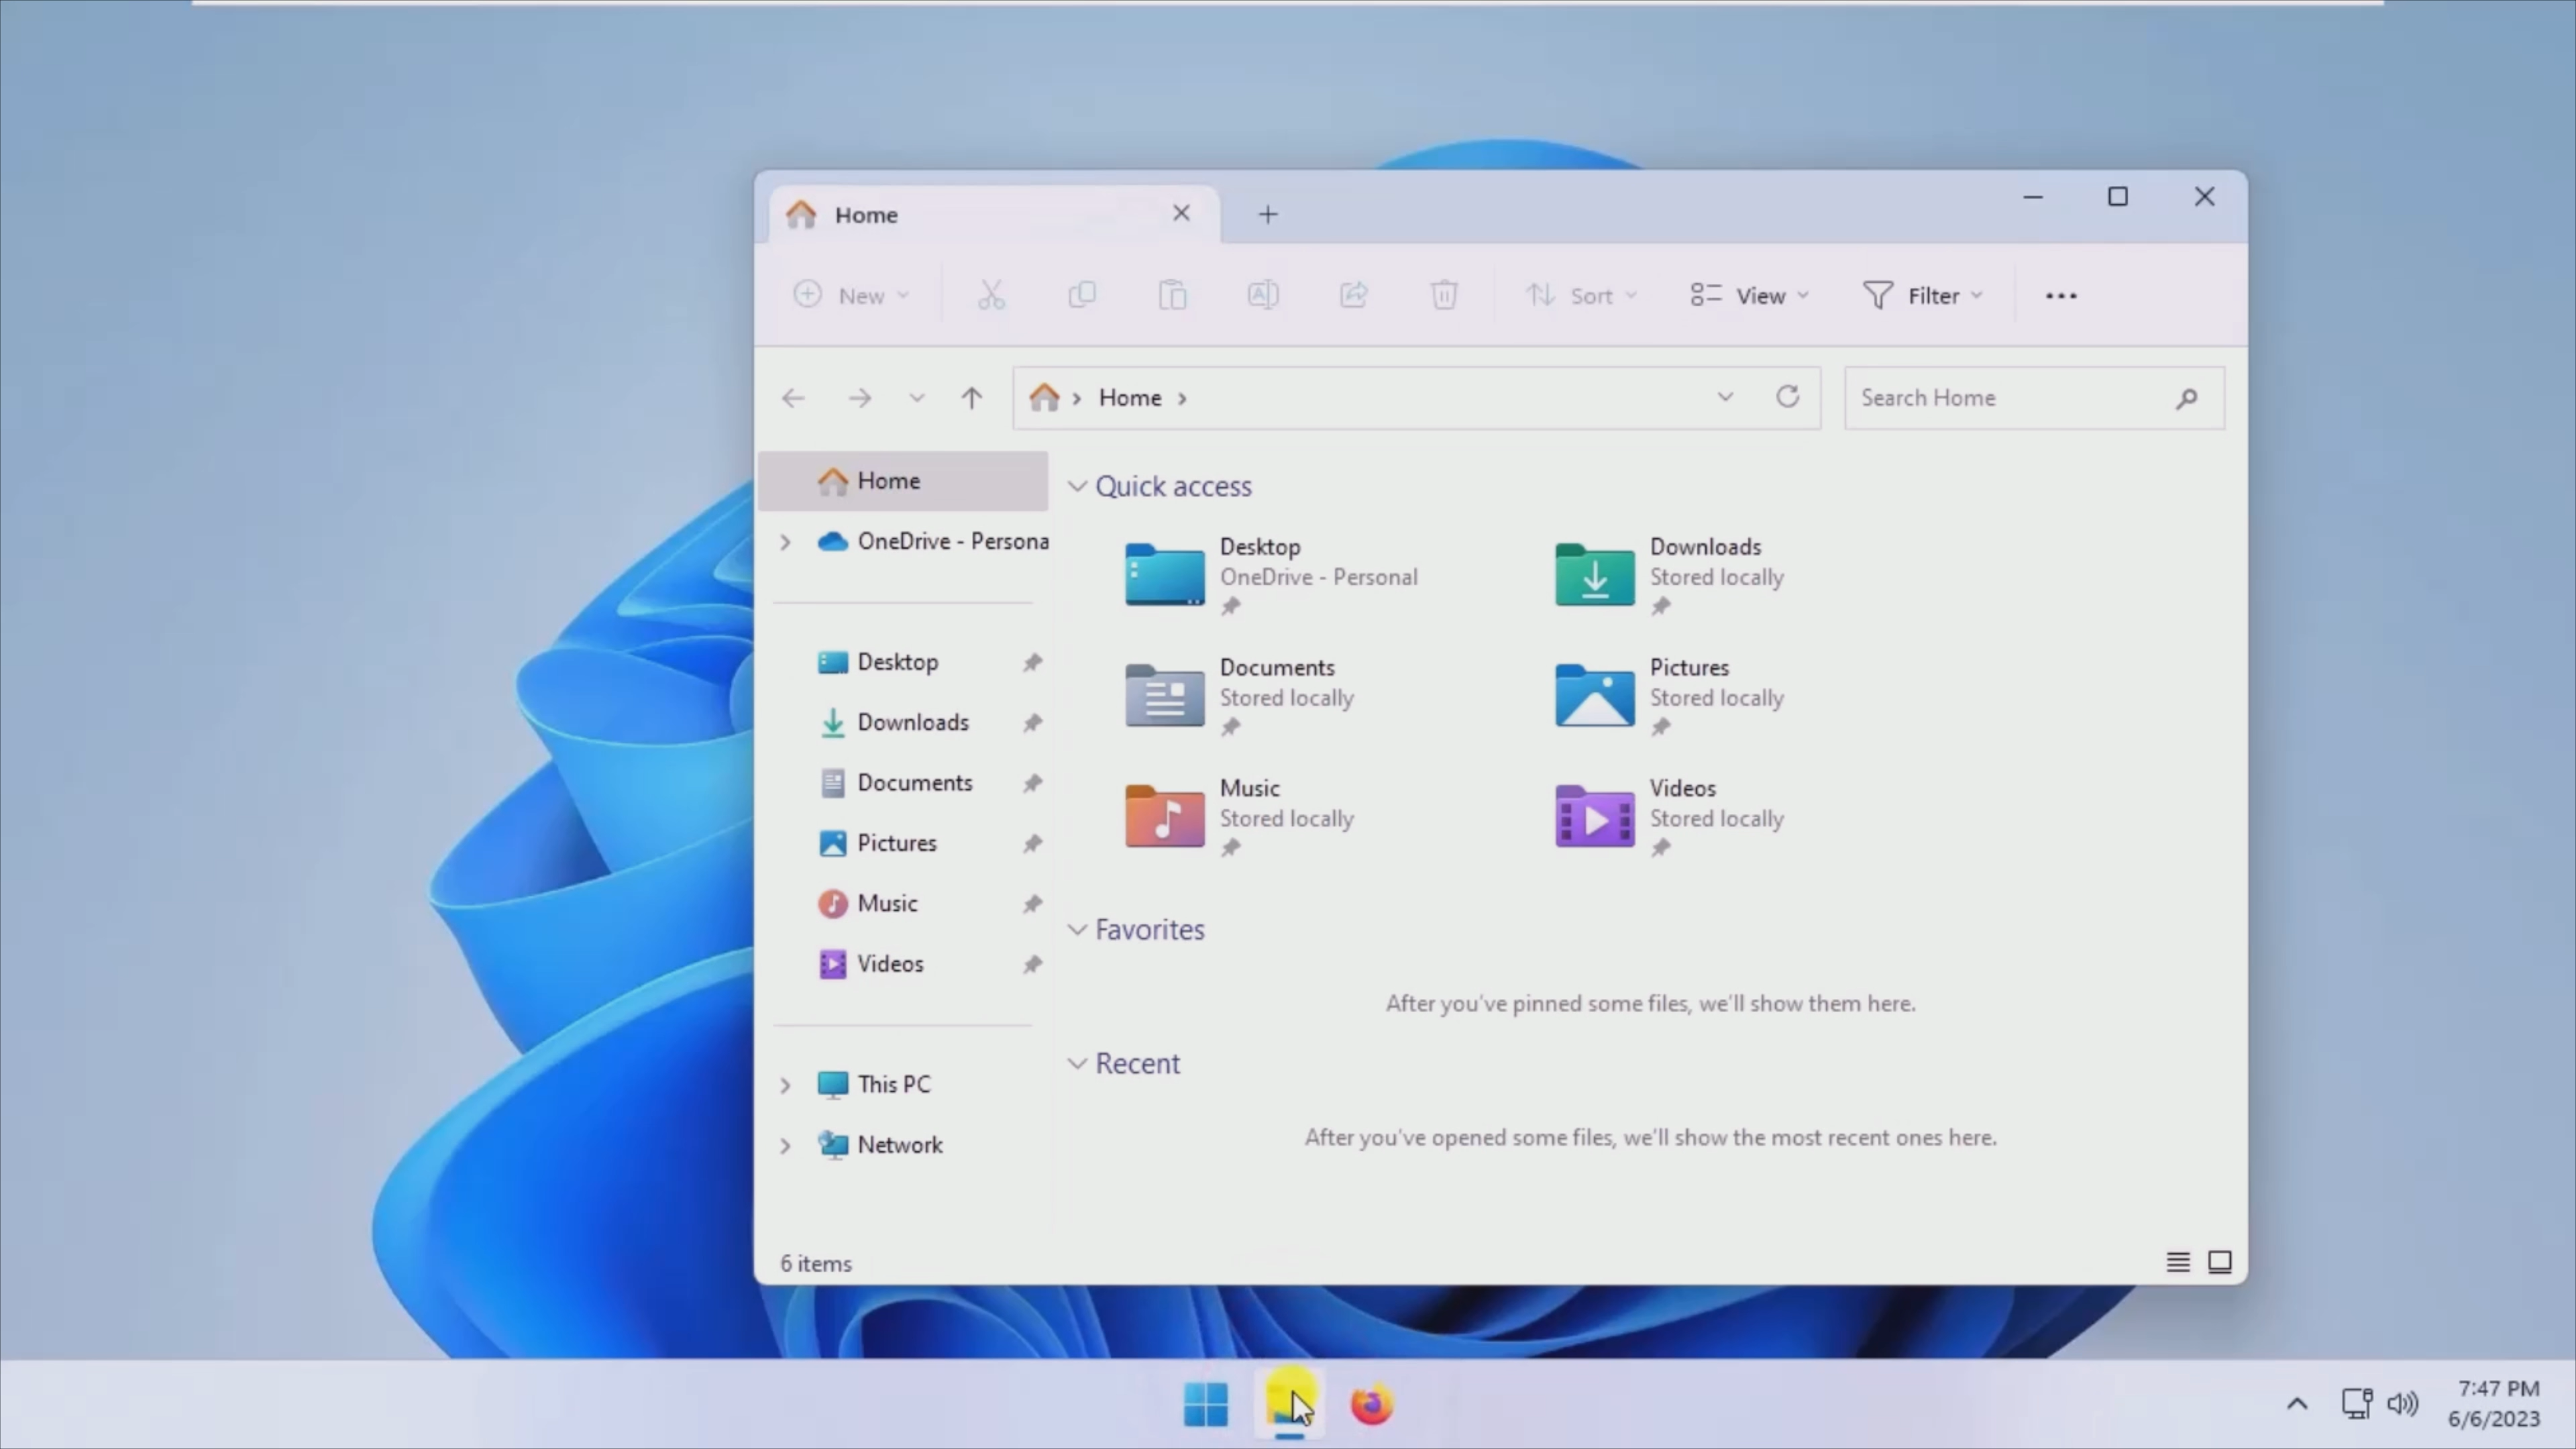 Home
New
Sort
View
Filter
Home
Search Home
Home
OneDrive - Persona
Desktop
Downloads
Documents
Pictures
Music
Videos
This PC
Network
Quick access
Desktop
OneDrive - Personal
Downloads
Stored locally
Documents
Stored locally
Pictures
Stored locally
Music
Stored locally
Videos
Stored locally
Favorites
After you've pinned some files, we'll show them here.
Recent
After you've opened some files, we'll show the most recent ones here.
6 items
7:47 PM
6/6/2023